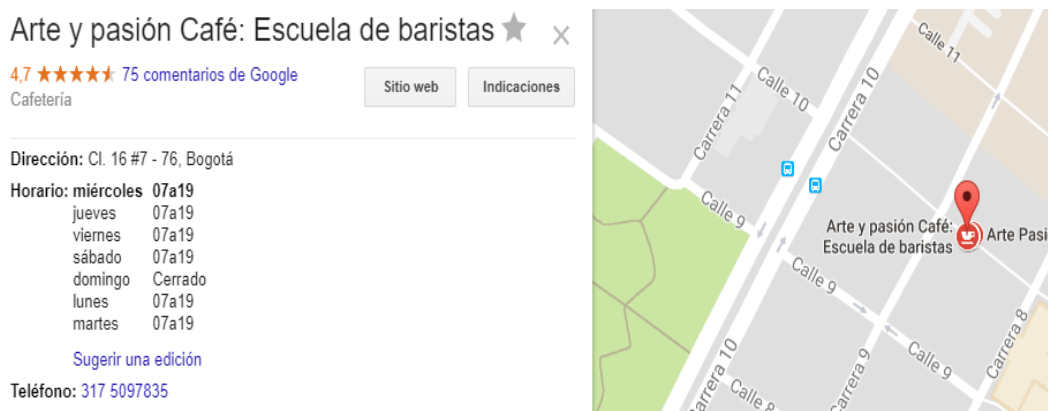 Arte y pasión Café: Escuela de baristas
4,7 75 comentarios de Google
Cafetería
Sitio web
Indicaciones
Dirección: Cl. 16 #7 - 76, Bogotá
Horario: miércoles 07a19
jueves 07a19
viernes 07a19
sábado 07a19
domingo Cerrado
lunes 07a19
martes 07a19
Sugerir una edición
Teléfono: 317 5097835
Calle 11
Calle 10
Carrera 10
Carrera 11
Calle 9
Arte y pasión Café:
Escuela de baristas
Arte Pasi
Calle 9
Calle 9
Carrera 8
Carrera 10
Carrera 9
Calle 8